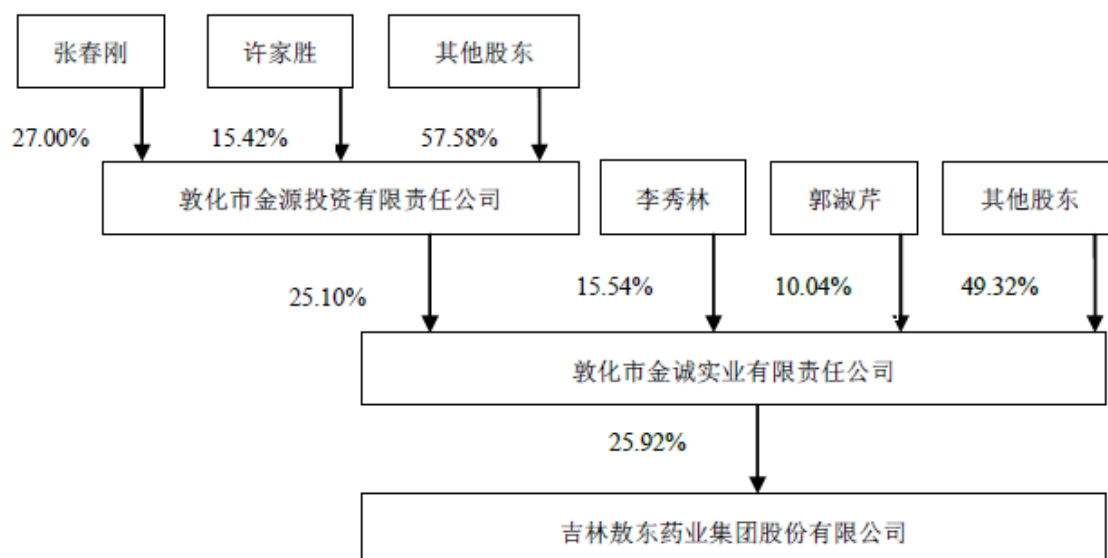 张春刚
许家胜
其他股东
27.00%
15.42%
57.58%
敦化市金源投资有限责任公司
李秀林
郭淑芹
其他股东
25.10%
15.54%
10.04%
49.32%
敦化市金诚实业有限责任公司
25.92%
吉林敖东药业集团股份有限公司